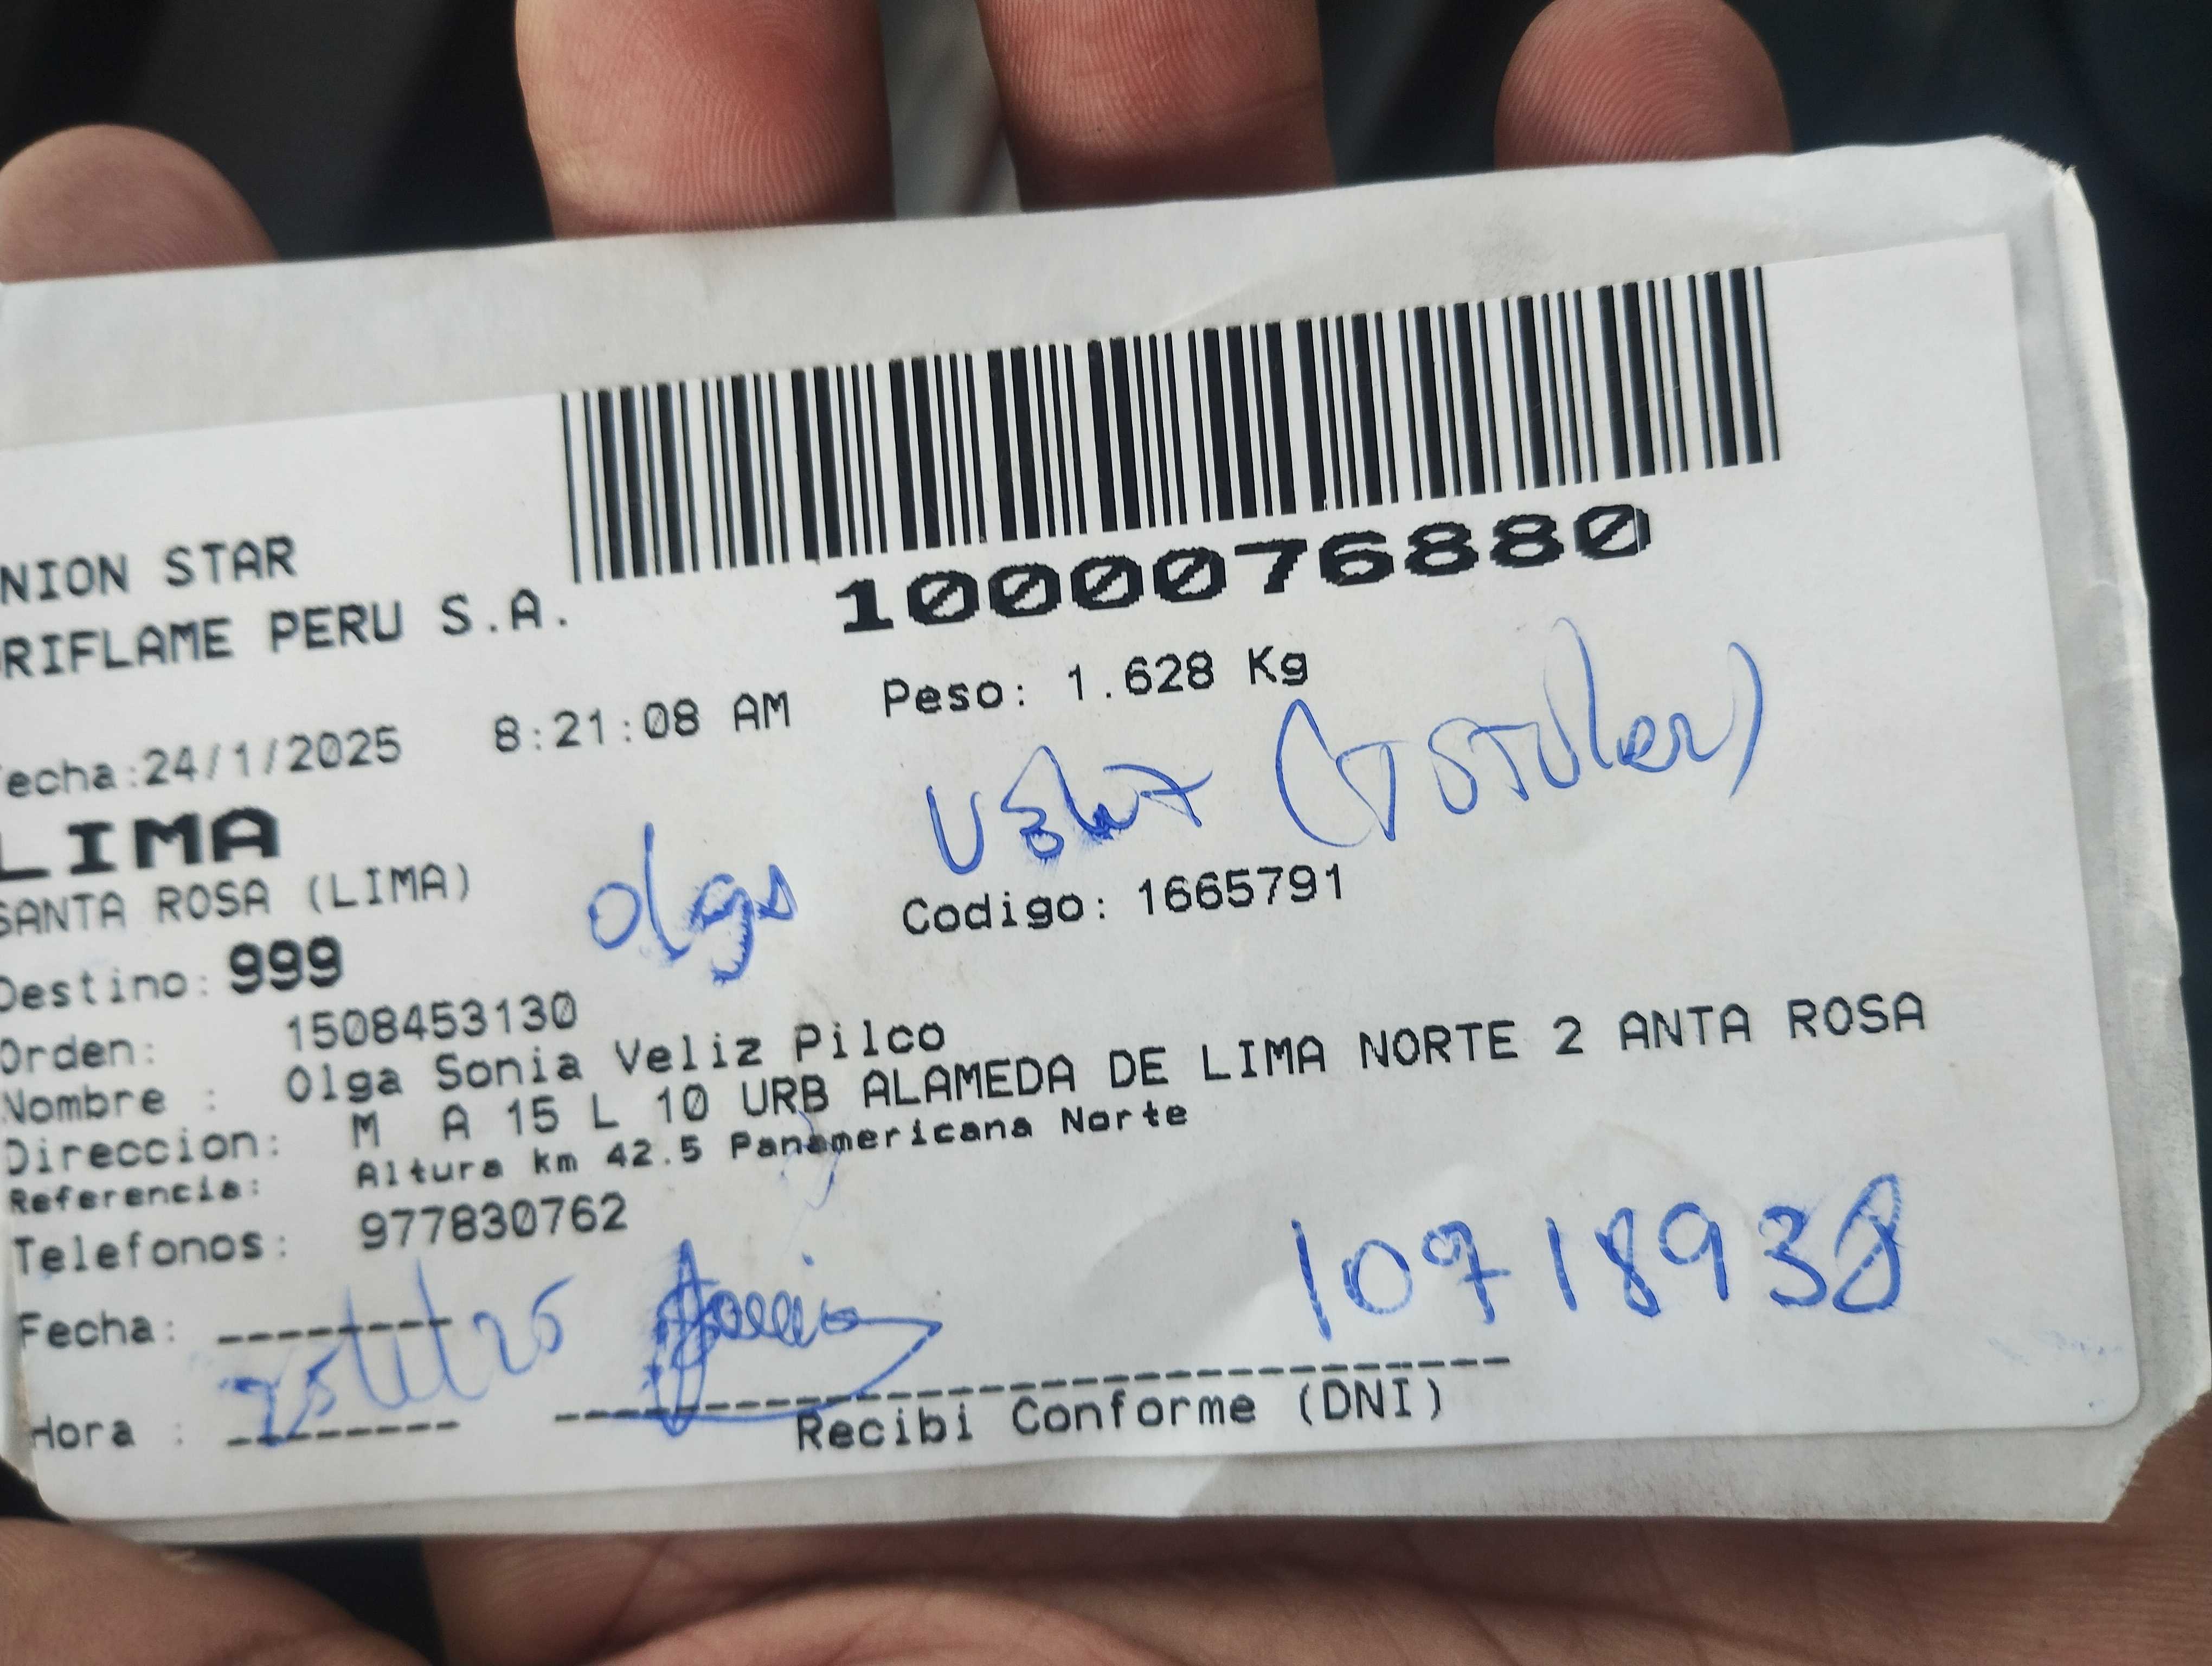 NION STAR
RIFLAME PERU S.A.
1000076880
echa:24/1/2025 8:21:08 AM Peso: 1.628 Kg
LIMA
SANTA ROSA (LIMA)
olga Veliz (TITULAR)
Codigo: 1665791
Destino: 999
Orden: 1508453130
Nombre : Olga Sonia Veliz Pilco
Direccion: M A 15 L 10 URB ALAMEDA DE LIMA NORTE 2 ANTA ROSA
Referencia: Altura km 42.5 Panamericana Norte
Telefonos: 977830762
Fecha:
10718938
Hora :
Recibi Conforme (DNI)